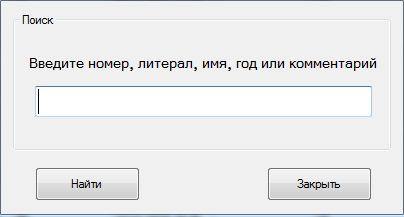 Поиск
Введите номер, литерал, имя, год или комментарий
Найти
Закрыть